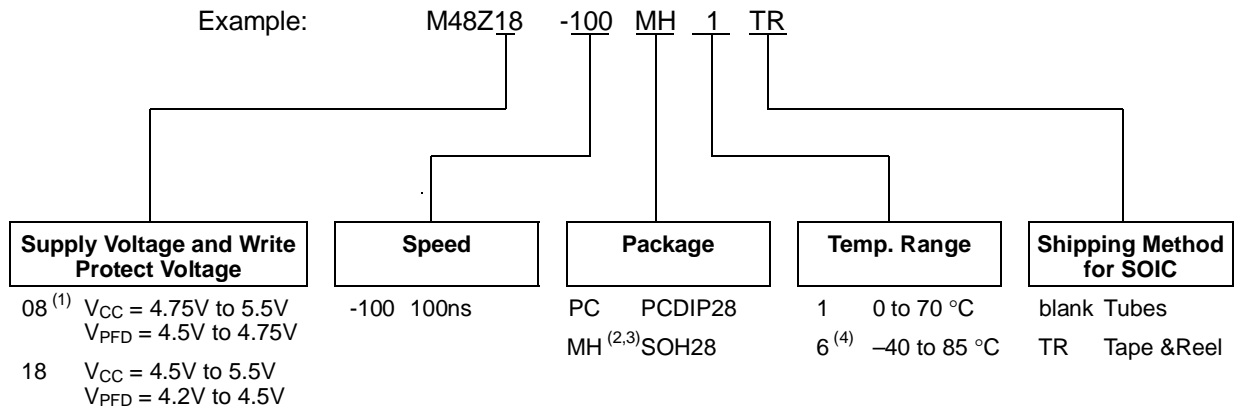 Example: M48Z18 -100 MH 1 TR
Supply Voltage and Write
Protect Voltage
08 (1) VCC = 4.75V to 5.5V
VPFD = 4.5V to 4.75V
18 VCC = 4.5V to 5.5V
VPFD = 4.2V to 4.5V
Speed
-100 100ns
Package
PC PCDIP28
MH (2,3) SOH28
Temp. Range
1 0 to 70 °C
6 (4) –40 to 85 °C
Shipping Method
for SOIC
blank Tubes
TR Tape &Reel